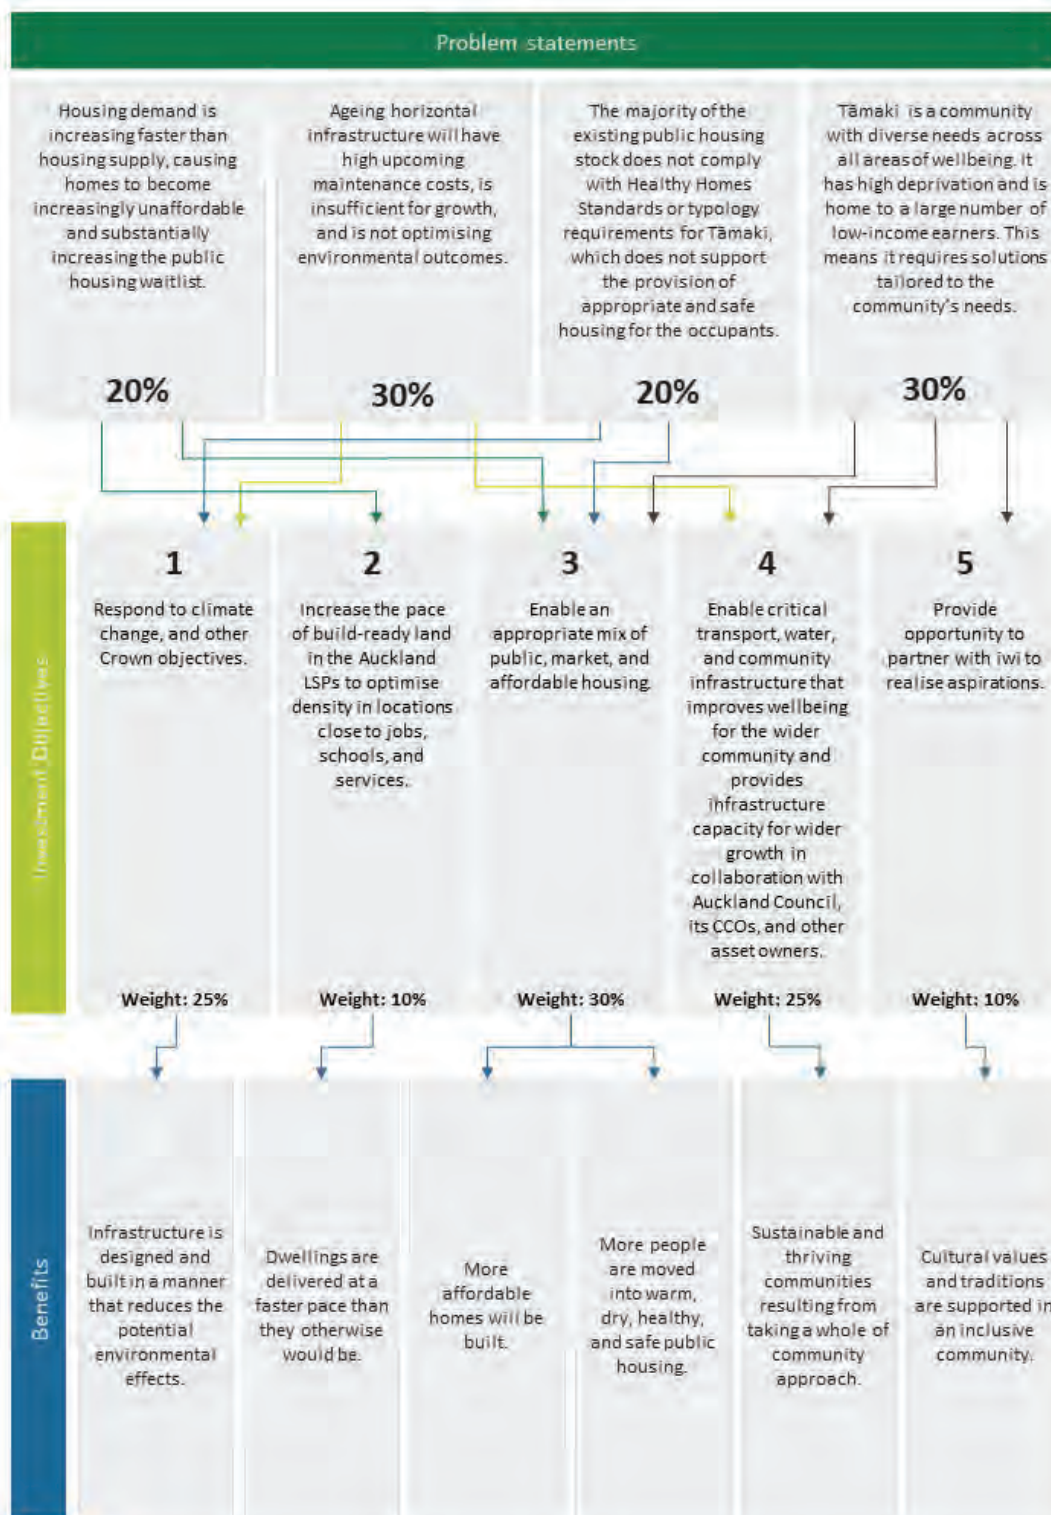 Problem statements
Housing demand is
increasing faster than
housing supply, causing
homes to become
increasingly unaffordable
and substantially
increasing the public
housing waitlist.
20%
Ageing horizontal
infrastructure will have
high upcoming
maintenance costs, is
insufficient for growth,
and is not optimising
environmental outcomes.
30%
The majority of the
existing public housing
stock does not comply
with Healthy Homes
Standards or typology
requirements for Tāmaki,
which does not support
the provision of
appropriate and safe
housing for the occupants.
20%
Tāmaki is a community
with diverse needs across
all areas of wellbeing. It
has high deprivation and is
home to a large number of
low-income earners. This
means it requires solutions
tailored to the
community's needs.
30%
Investment Objectives
1
Respond to climate
change, and other
Crown objectives.
Weight: 25%
2
Increase the pace
of build-ready land
in the Auckland
LSPs to optimise
density in locations
close to jobs,
schools, and
services.
Weight: 10%
3
Enable an
appropriate mix of
public, market, and
affordable housing.
Weight: 30%
4
Enable critical
transport, water,
and community
infrastructure that
improves wellbeing
for the wider
community and
provides
infrastructure
capacity for wider
growth in
collaboration with
Auckland Council,
its CCOs, and other
asset owners.
Weight: 25%
5
Provide
opportunity to
partner with iwi to
realise aspirations.
Weight: 10%
Benefits
Infrastructure is
designed and
built in a manner
that reduces the
potential
environmental
effects.
Dwellings are
delivered at a
faster pace than
they otherwise
would be.
More
affordable
homes will be
built.
More people
are moved
into warm,
dry, healthy,
and safe public
housing.
Sustainable and
thriving
communities
resulting from
taking a whole of
community
approach.
Cultural values
and traditions
are supported in
an inclusive
community.